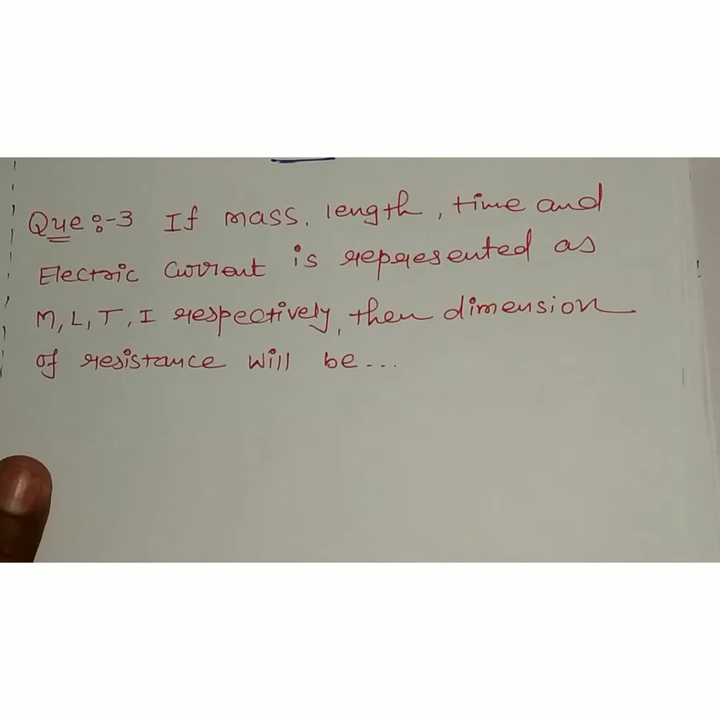 Que:-3 If mass, length, time and
Electric Current is represented as
M, L, T, I respectively, then dimension
of resistance will be...